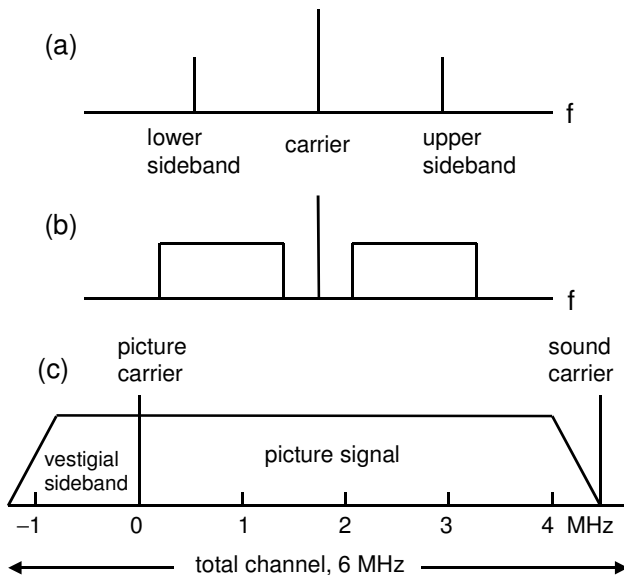 (a)
f
lower
sideband
carrier
upper
sideband
(b)
f
(c)
picture
carrier
sound
carrier
vestigial
sideband
picture signal
−1 0 1 2 3 4 MHz
total channel, 6 MHz